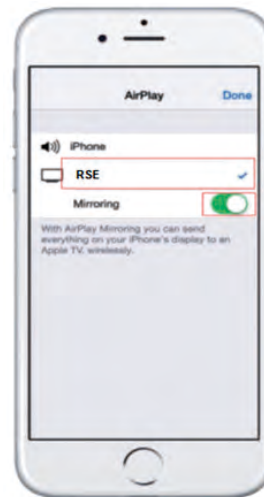 AirPlay
Done
iPhone
RSE
Mirroring
With AirPlay Mirroring you can send
everything on your iPhone's display to an
Apple TV, wirelessly.